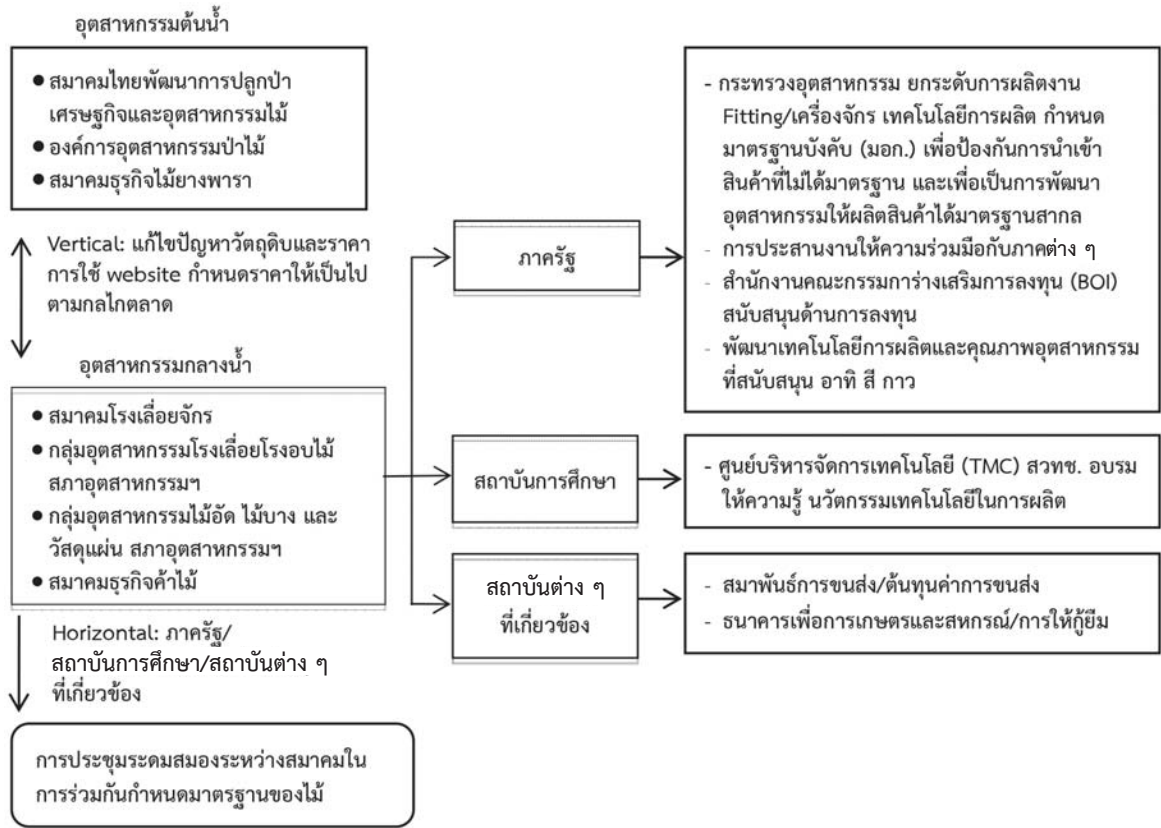 อุตสาหกรรมต้นน้ำ
● สมาคมไทยพัฒนาการปลูกป่า
เศรษฐกิจและอุตสาหกรรมไม้
● องค์การอุตสาหกรรมป่าไม้
● สมาคมธุรกิจไม้ยางพารา
Vertical: แก้ไขปัญหาวัตถุดิบและราคา
การใช้ website กำหนดราคาให้เป็นไป
ตามกลไกตลาด
อุตสาหกรรมกลางน้ำ
● สมาคมโรงเลื่อยจักร
● กลุ่มอุตสาหกรรมโรงเลื่อยโรงอบไม้
สภาอุตสาหกรรมฯ
● กลุ่มอุตสาหกรรมไม้อัด ไม้บาง และ
วัสดุแผ่น สภาอุตสาหกรรมฯ
● สมาคมธุรกิจค้าไม้
Horizontal: ภาครัฐ/
สถาบันการศึกษา/สถาบันต่าง ๆ
ที่เกี่ยวข้อง
การประชุมระดมสมองระหว่างสมาคมใน
การร่วมกันกำหนดมาตรฐานของไม้
ภาครัฐ
- กระทรวงอุตสาหกรรม ยกระดับการผลิตงาน
Fitting/เครื่องจักร เทคโนโลยีการผลิต กำหนด
มาตรฐานบังคับ (มอก.) เพื่อป้องกันการนำเข้า
สินค้าที่ไม่ได้มาตรฐาน และเพื่อเป็นการพัฒนา
อุตสาหกรรมให้ผลิตสินค้าได้มาตรฐานสากล
- การประสานงานให้ความร่วมมือกับภาคต่าง ๆ
- สำนักงานคณะกรรมการ่างเสริมการลงทุน (BOI)
สนับสนุนด้านการลงทุน
- พัฒนาเทคโนโลยีการผลิตและคุณภาพอุตสาหกรรม
ที่สนับสนุน อาทิ สี กาว
สถาบันการศึกษา
- ศูนย์บริหารจัดการเทคโนโลยี (TMC) สวทช. อบรม
ให้ความรู้ นวัตกรรมเทคโนโลยีในการผลิต
สถาบันต่าง ๆ
ที่เกี่ยวข้อง
- สมาพันธ์การขนส่ง/ต้นทุนค่าการขนส่ง
- ธนาคารเพื่อการเกษตรและสหกรณ์/การให้กู้ยืม